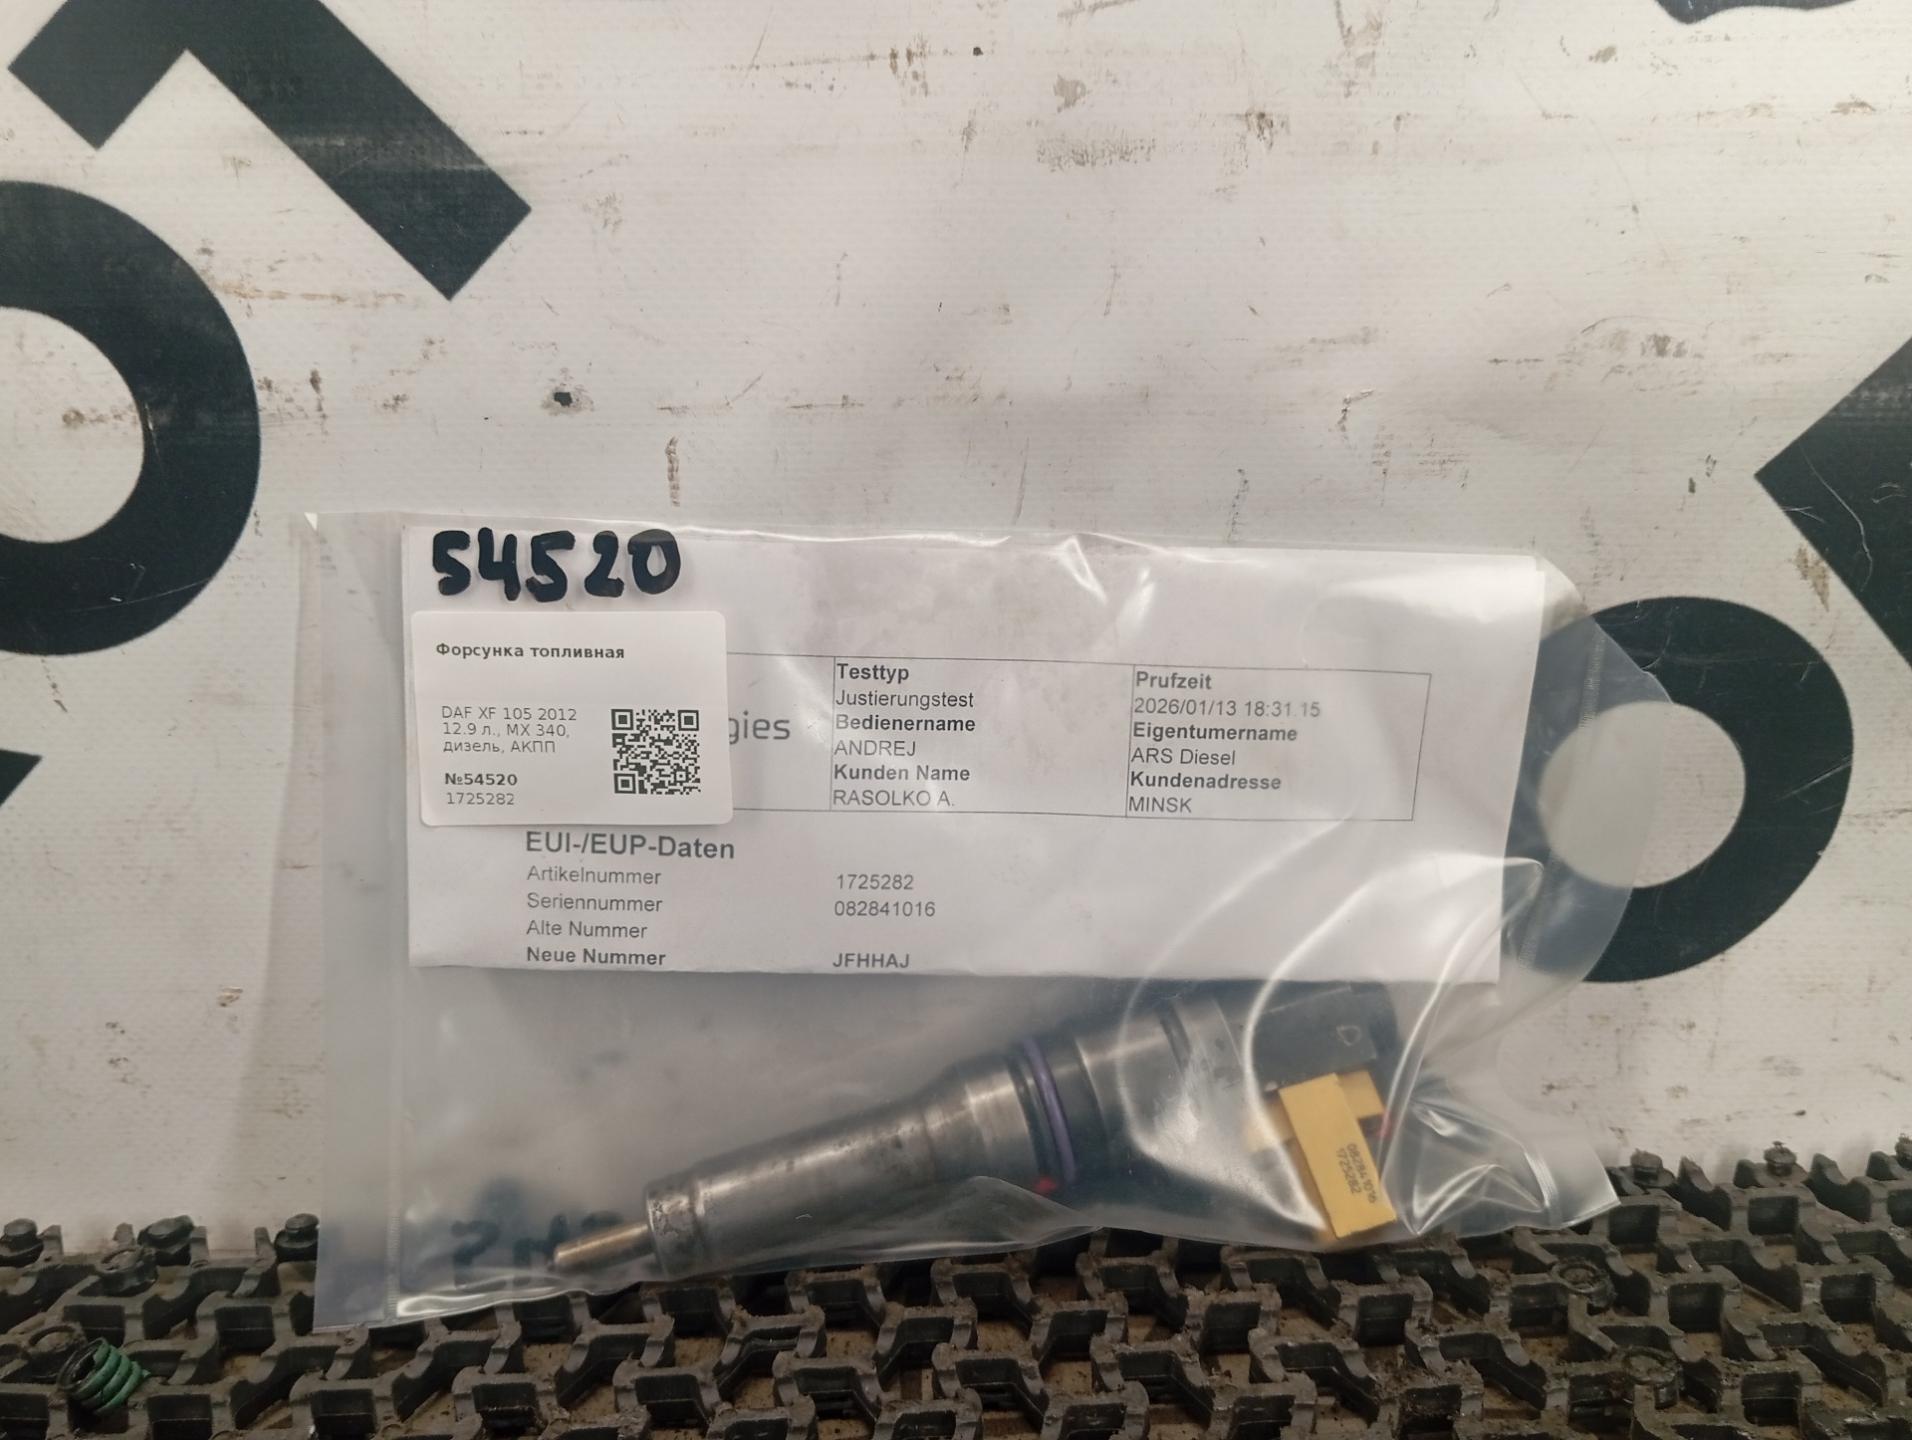 54520
Форсунка топливная
DAF XF 105 2012
12.9 л., MX 340,
дизель, АКПП
№54520
1725282
gies
Testtyp
Justierungstest
Bedienername
ANDREJ
Kunden Name
RASOLKO A.
Prufzeit
2026/01/13 18:31:15
Eigentumername
ARS Diesel
Kundenadresse
MINSK
EUI-/EUP-Daten
Artikelnummer 1725282
Seriennummer 082841016
Alte Nummer
Neue Nummer JFHHAJ
082841016
1725282